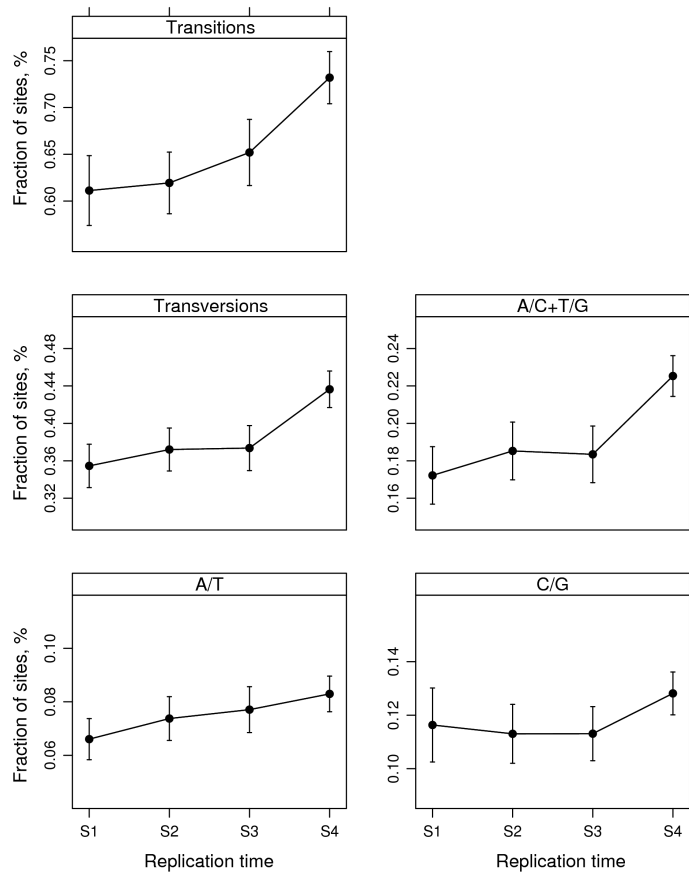 Transitions
Fraction of sites, %
0.75
0.70
0.65
0.60
Transversions
Fraction of sites, %
0.48
0.44
0.40
0.36
0.32
A/C+T/G
0.24
0.22
0.20
0.18
0.16
A/T
Fraction of sites, %
0.10
0.08
0.06
S1 S2 S3 S4
Replication time
C/G
0.14
0.12
0.10
S1 S2 S3 S4
Replication time